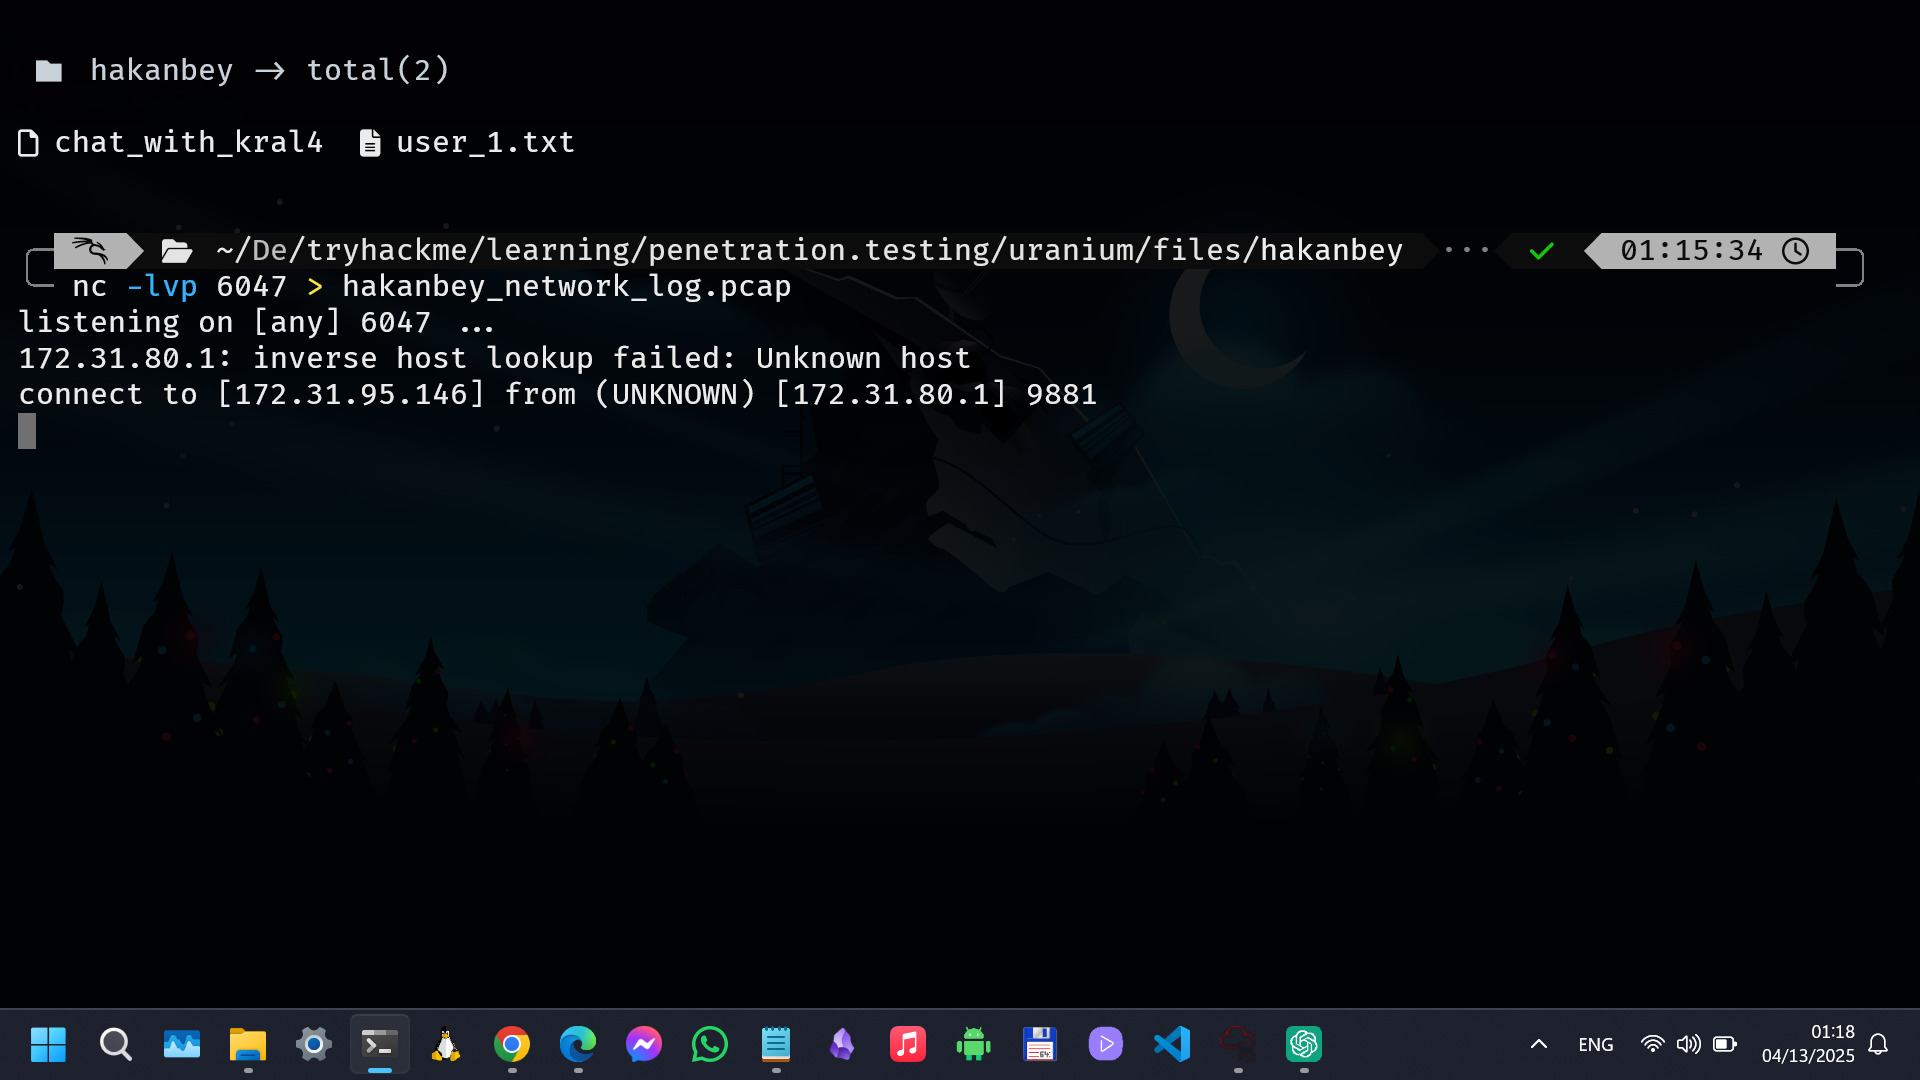 hakanbey → total(2)
chat_with_kral4 user_1.txt
~/De/tryhackme/learning/penetration.testing/uranium/files/hakanbey ··· ✓ 01:15:34
nc -lvp 6047 > hakanbey_network_log.pcap
listening on [any] 6047 ...
172.31.80.1: inverse host lookup failed: Unknown host
connect to [172.31.95.146] from (UNKNOWN) [172.31.80.1] 9881
64
ENG
01:18
04/13/2025